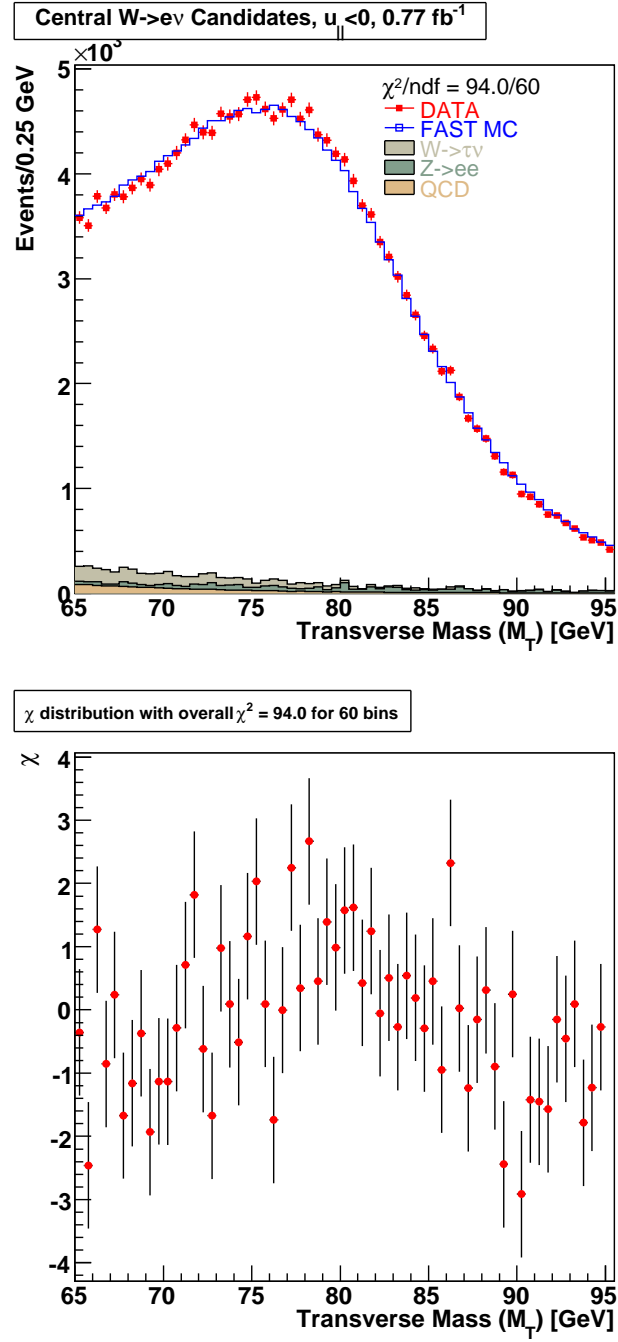 Central W->eν Candidates, u||<0, 0.77 fb-1
×10³
Events/0.25 GeV
χ²/ndf = 94.0/60
DATA
FAST MC
W->τν
Z->ee
QCD
5
4
3
2
1
0
65 70 75 80 85 90 95
Transverse Mass (M_T) [GeV]
χ distribution with overall χ² = 94.0 for 60 bins
χ
4
3
2
1
0
-1
-2
-3
-4
65 70 75 80 85 90 95
Transverse Mass (M_T) [GeV]